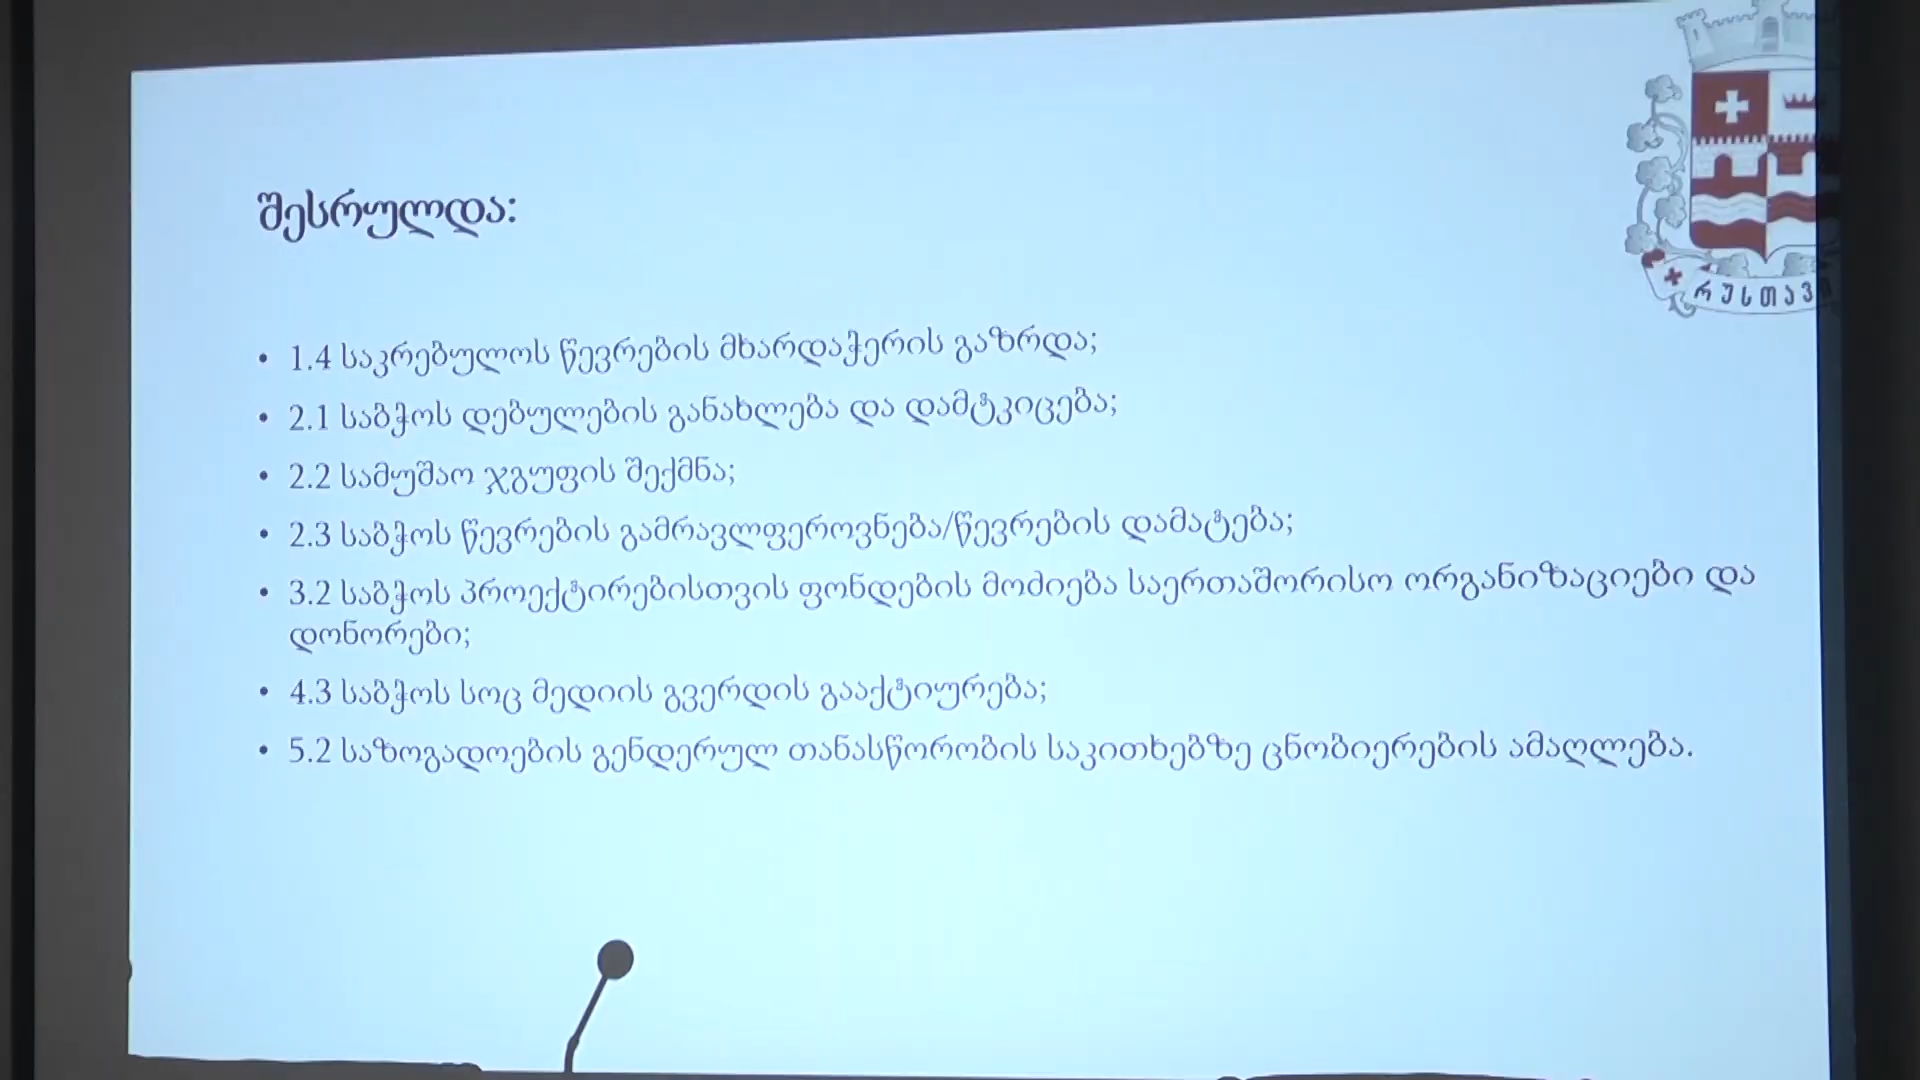 შესრულდა:
რუსთავი
• 1.4 საკრებულოს წევრების მხარდაჭერის გაზრდა;
• 2.1 საბჭოს დებულების განახლება და დამტკიცება;
• 2.2 სამუშაო ჯგუფის შექმნა;
• 2.3 საბჭოს წევრების გამრავლფეროვნება/წევრების დამატება;
• 3.2 საბჭოს პროექტირებისთვის ფონდების მოძიება საერთაშორისო ორგანიზაციები და
დონორები;
• 4.3 საბჭოს სოც მედიის გვერდის გააქტიურება;
• 5.2 საზოგადოების გენდერულ თანასწორობის საკითხებზე ცნობიერების ამაღლება.